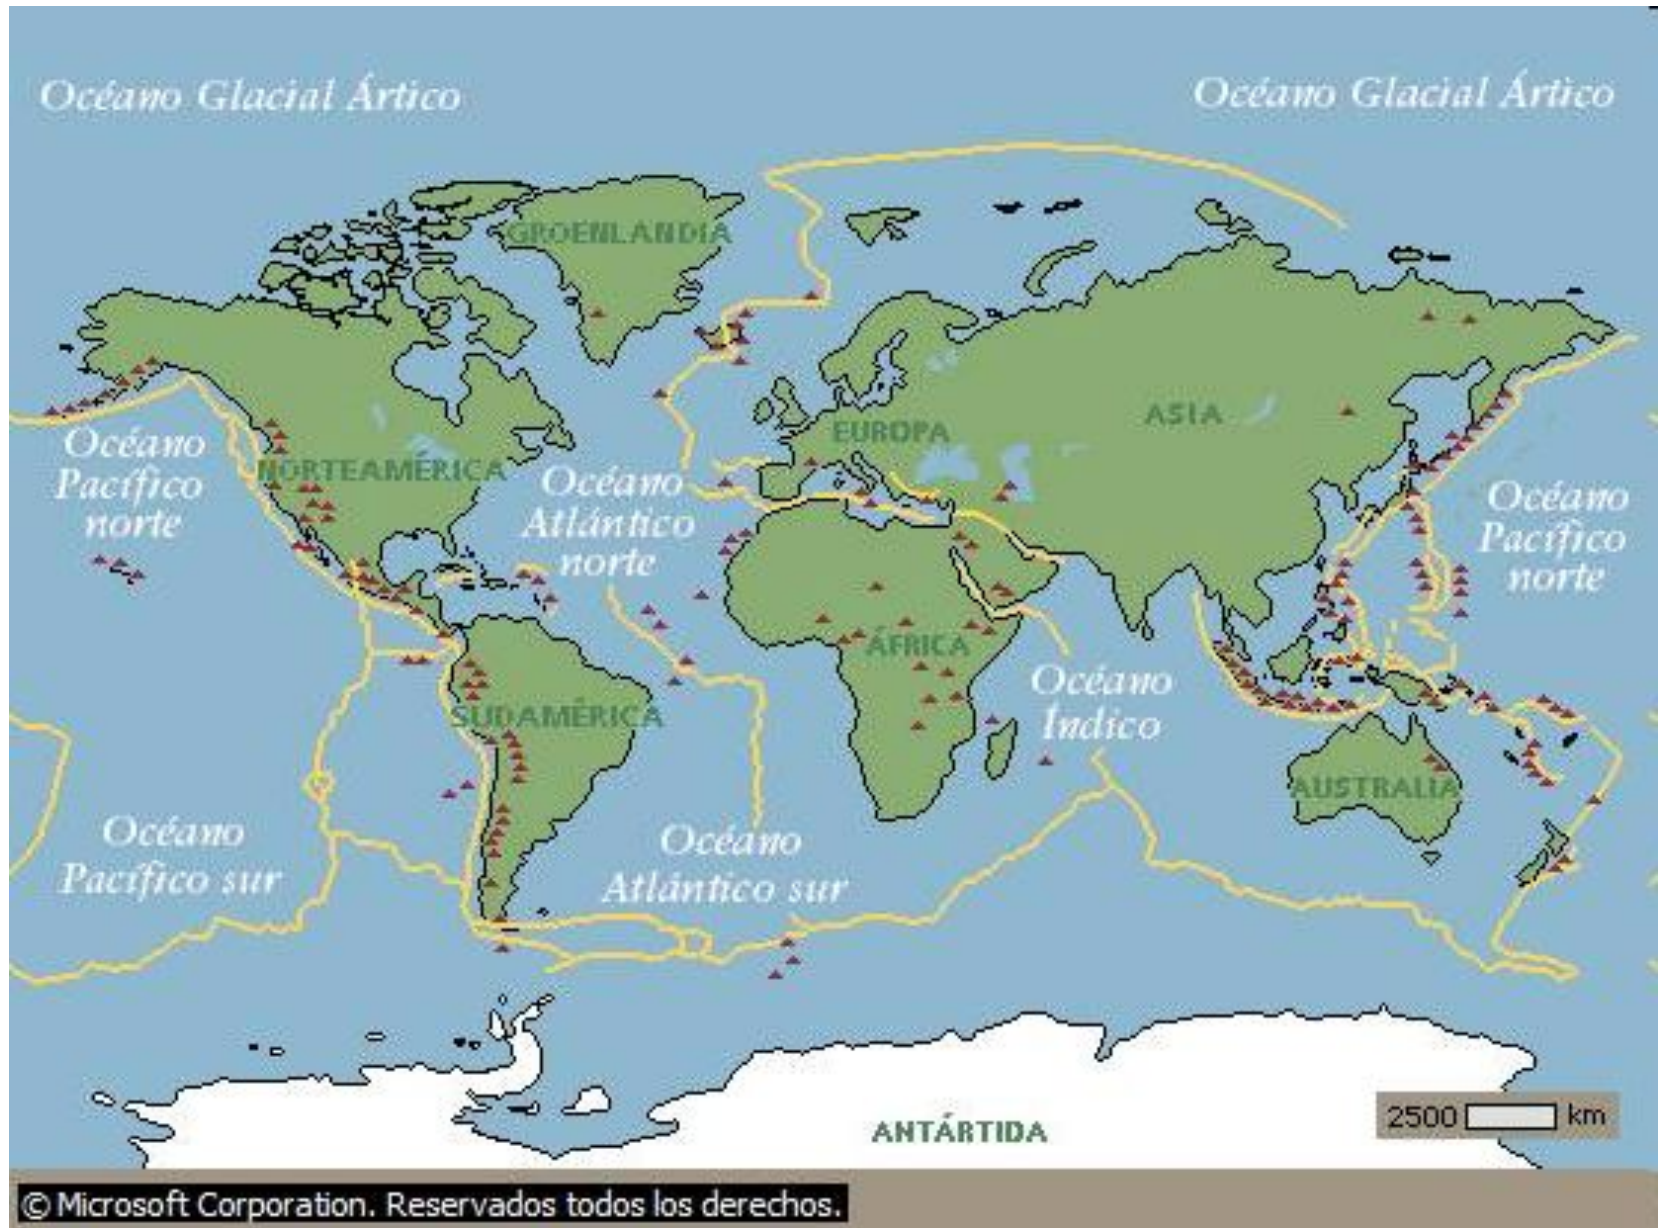 Océano Glacial Ártico
Océano Glacial Ártico
GROENLANDIA
ASIA
EUROPA
Océano
Pacífico
norte
NORTEAMÉRICA
Océano
Atlántico
norte
Océano
Pacífico
norte
ÁFRICA
Océano
Índico
SUDAMÉRICA
AUSTRALIA
Océano
Pacífico sur
Océano
Atlántico sur
2500 km
ANTÁRTIDA
© Microsoft Corporation. Reservados todos los derechos.